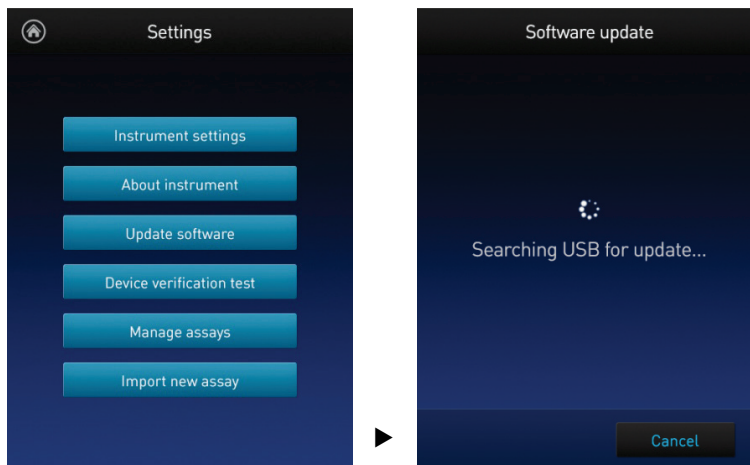 Settings
Instrument settings
About instrument
Update software
Device verification test
Manage assays
Import new assay
Software update
Searching USB for update...
Cancel